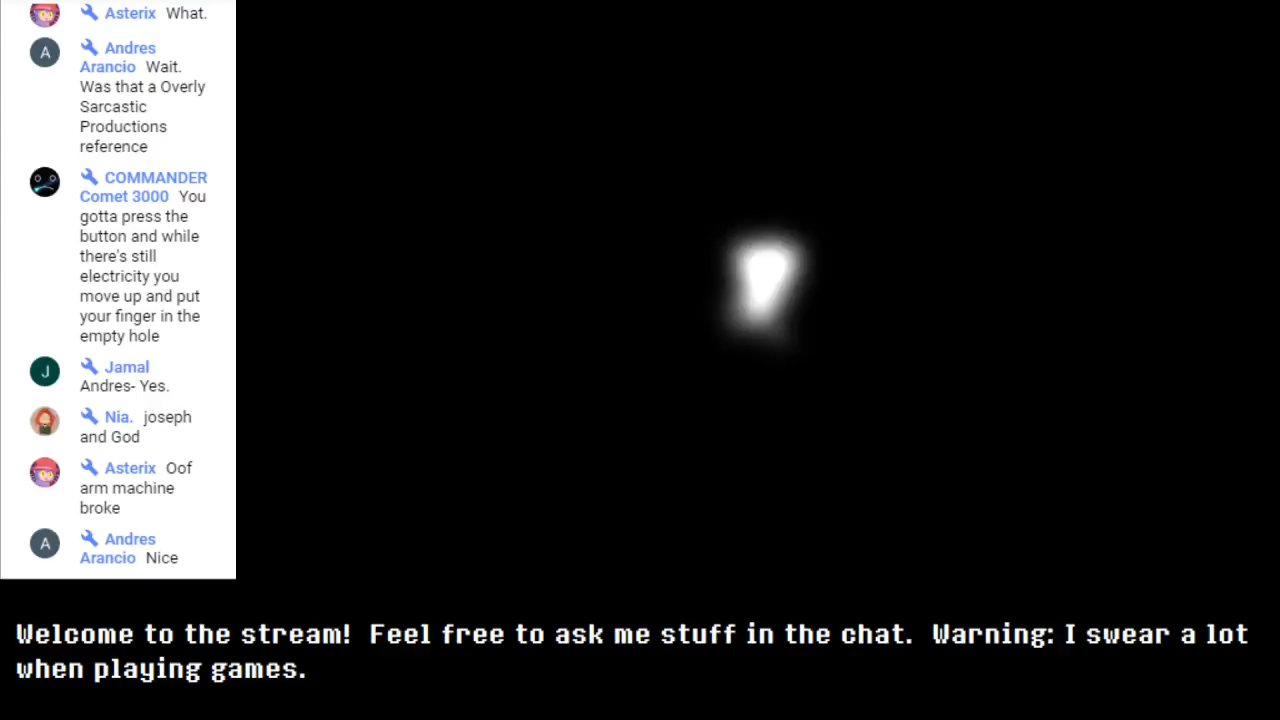 Asterix What.
A
Andres
Arancio Wait.
Was that a Overly
Sarcastic
Productions
reference
COMMANDER
Comet 3000 You
gotta press the
button and while
there's still
electricity you
move up and put
your finger in the
empty hole
J
Jamal
Andres- Yes.
Nia. joseph
and God
Asterix Oof
arm machine
broke
A
Andres
Arancio Nice
Welcome to the stream! Feel free to ask me stuff in the chat. Warning: I swear a lot
when playing games.